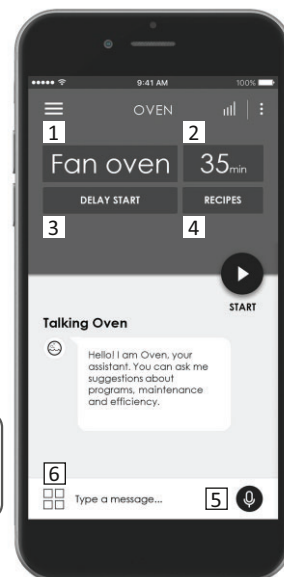 9:41 AM 100%
OVEN
1 2
Fan oven 35min
DELAY START RECIPES
3 4
START
Talking Oven
Hello! I am Oven, your
assistant. You can ask me
suggestions about
programs, maintenance
and efficiency.
6
Type a message... 5